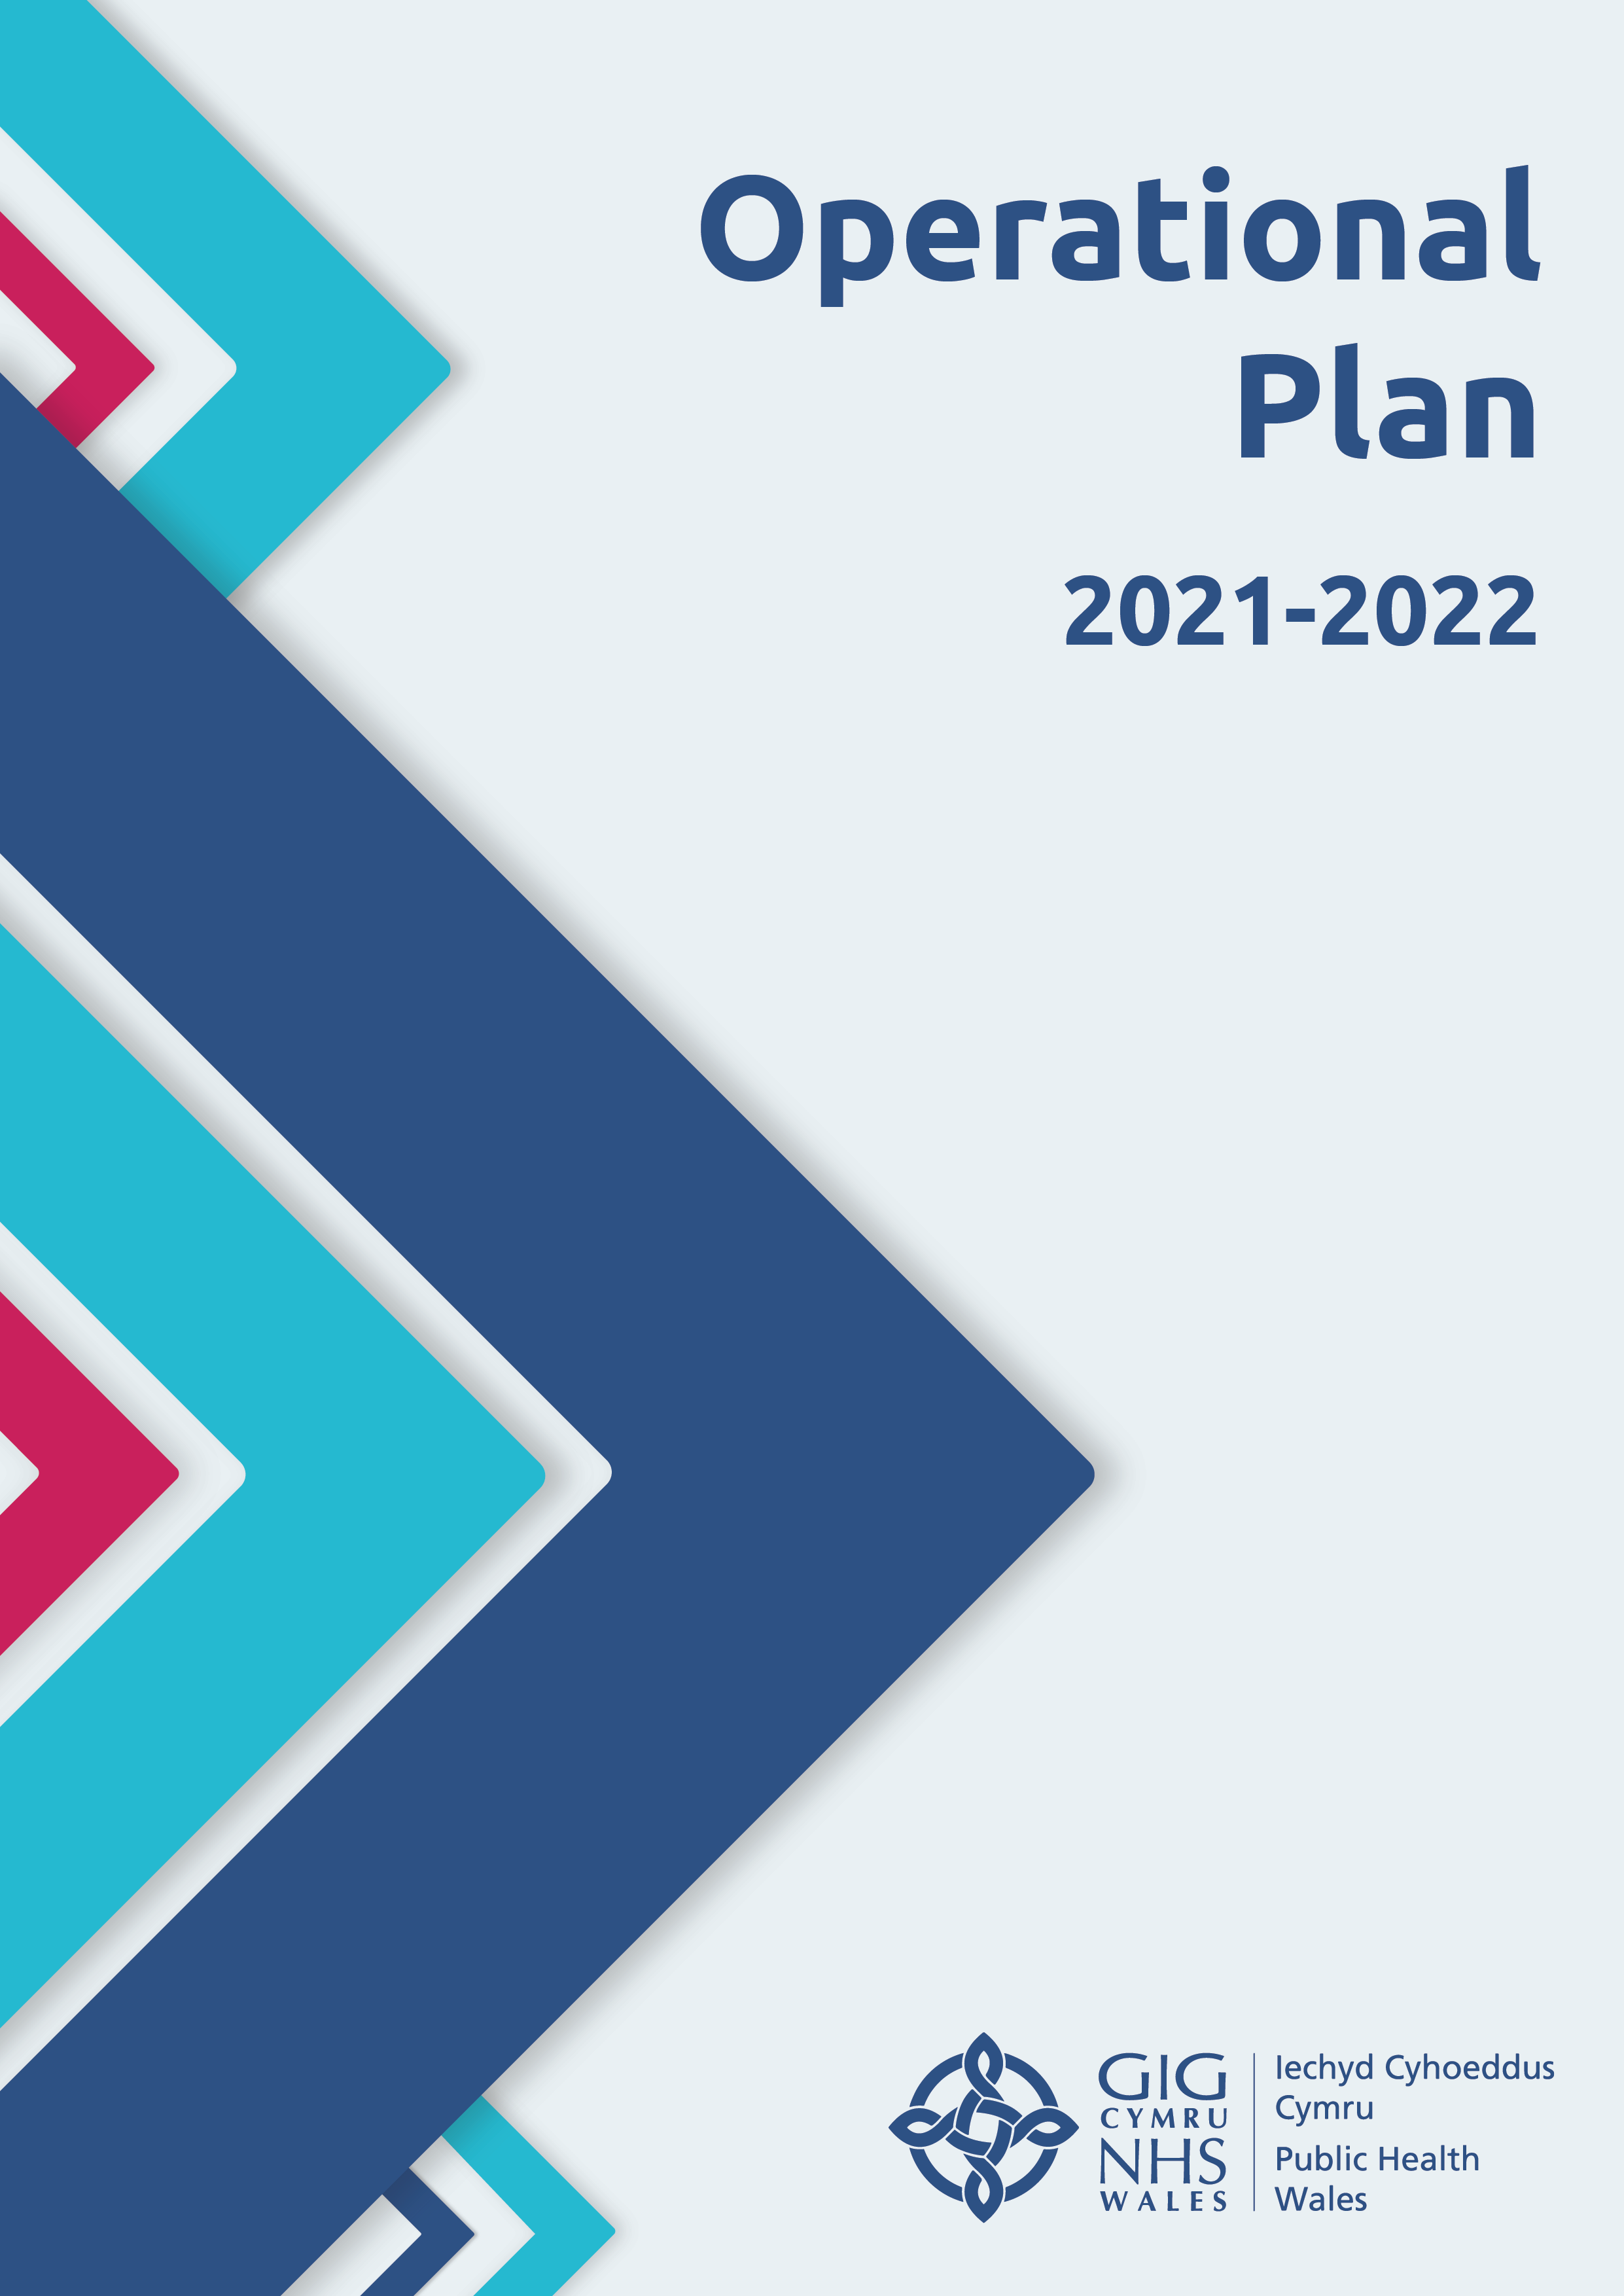 Operational
Plan
2021-2022
GIG
CYMRU
NHS
WALES
Iechyd Cyhoeddus
Cymru
Public Health
Wales